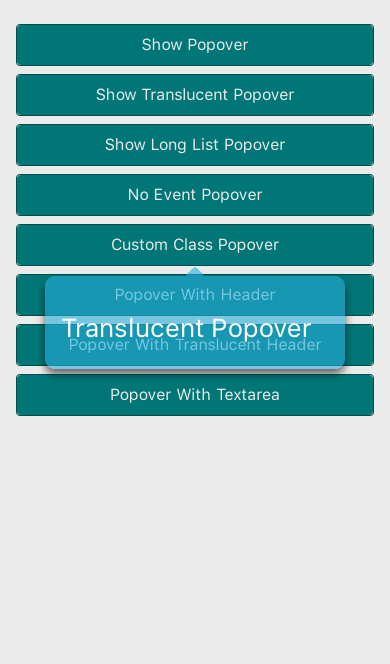 Show Popover
Show Translucent Popover
Show Long List Popover
No Event Popover
Custom Class Popover
Popover With Header
Translucent Popover
Popover With Translucent Header
Popover With Textarea